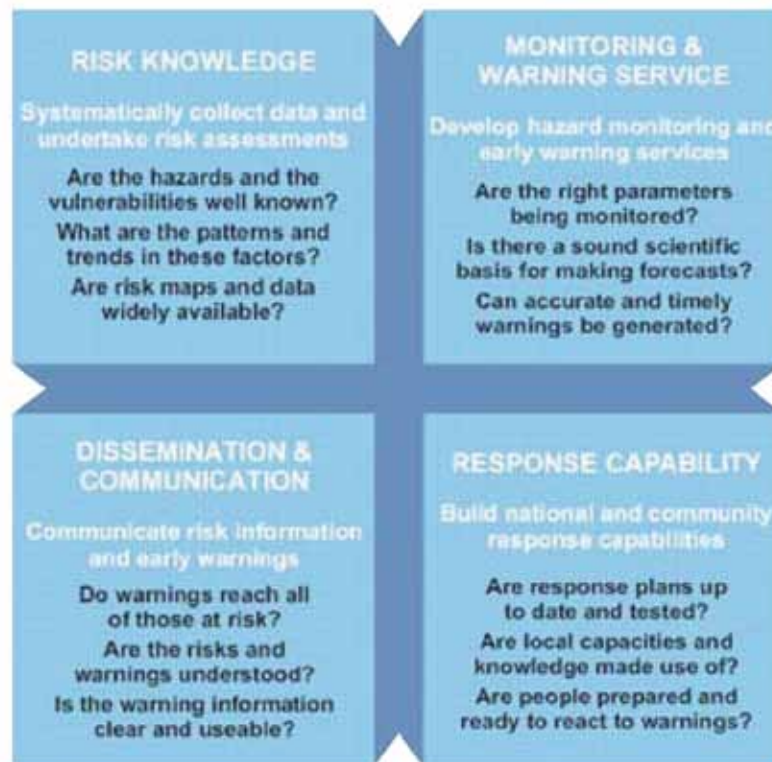 RISK KNOWLEDGE
Systematically collect data and
undertake risk assessments
Are the hazards and the
vulnerabilities well known?
What are the patterns and
trends in these factors?
Are risk maps and data
widely available?
MONITORING &
WARNING SERVICE
Develop hazard monitoring and
early warning services
Are the right parameters
being monitored?
Is there a sound scientific
basis for making forecasts?
Can accurate and timely
warnings be generated?
DISSEMINATION &
COMMUNICATION
Communicate risk information
and early warnings
Do warnings reach all
of those at risk?
Are the risks and
warnings understood?
Is the warning information
clear and useable?
RESPONSE CAPABILITY
Build national and community
response capabilities
Are response plans up
to date and tested?
Are local capacities and
knowledge made use of?
Are people prepared and
ready to react to warnings?